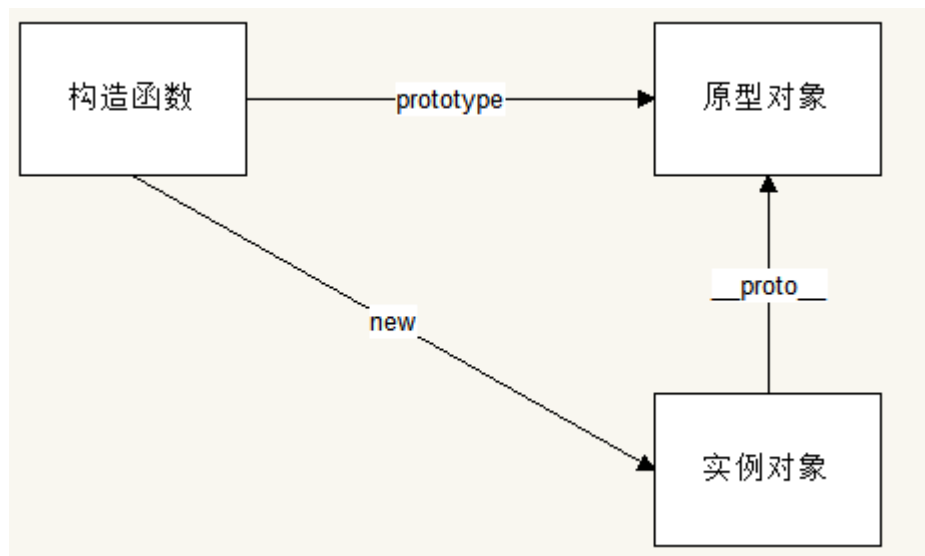 构造函数
prototype
原型对象
__proto__
new
实例对象